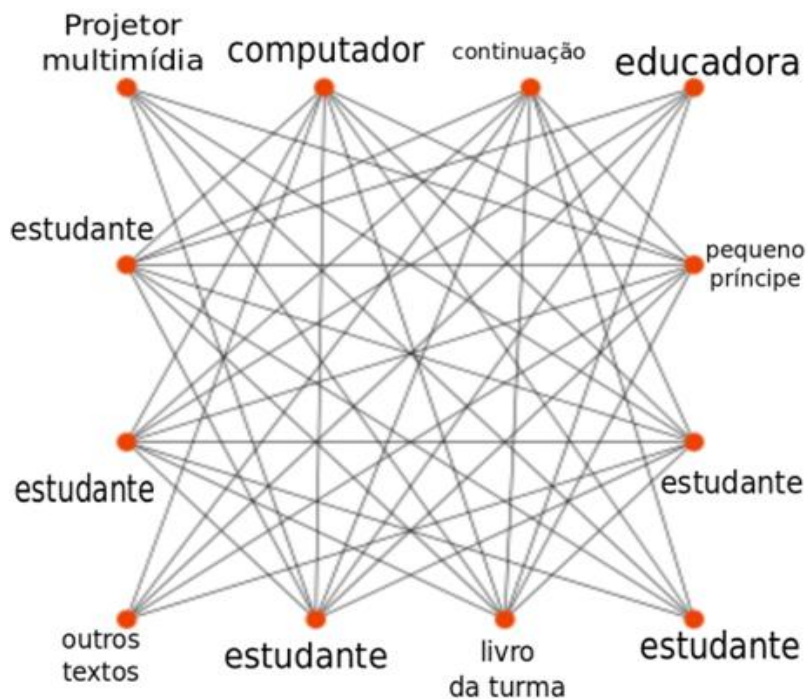 Projetor
multimídia
computador
continuação
educadora
estudante
pequeno
príncipe
estudante
estudante
outros
textos
estudante
livro
da turma
estudante